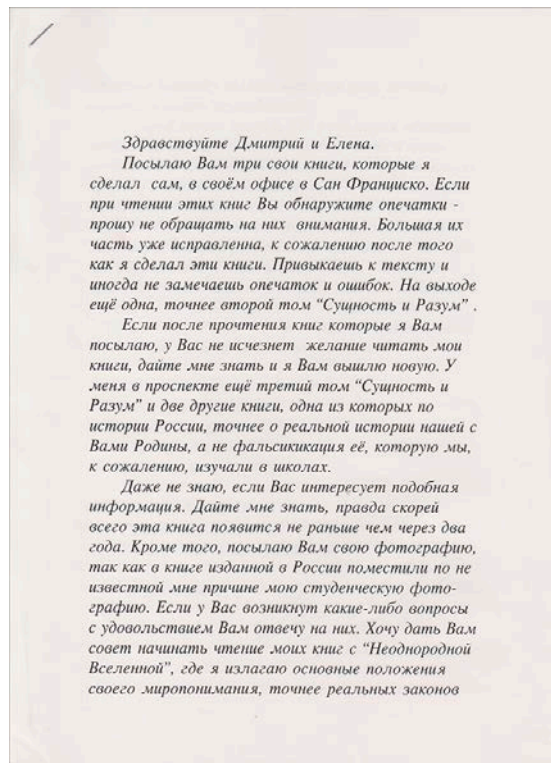 Здравствуйте Дмитрий и Елена.
Посылаю Вам три свои книги, которые я
сделал сам, в своём офисе в Сан Франциско. Если
при чтении этих книг Вы обнаружите опечатки -
прошу не обращать на них внимания. Большая их
часть уже исправленна, к сожалению после того
как я сделал эти книги. Привыкаешь к тексту и
иногда не замечаешь опечаток и ошибок. На выходе
ещё одна, точнее второй том "Сущность и Разум" .
Если после прочтения книг которые я Вам
посылаю, у Вас не исчезнет желание читать мои
книги, дайте мне знать и я Вам вышлю новую. У
меня в проспекте ещё третий том "Сущность и
Разум" и две другие книги, одна из которых по
истории России, точнее о реальной истории нашей с
Вами Родины, а не фальсикикация её, которую мы,
к сожалению, изучали в школах.
Даже не знаю, если Вас интересует подобная
информация. Дайте мне знать, правда скорей
всего эта книга появится не раньше чем через два
года. Кроме того, посылаю Вам свою фотографию,
так как в книге изданной в России поместили по не
известной мне причине мою студенческую фото-
графию. Если у Вас возникнут какие-либо вопросы
с удовольствием Вам отвечу на них. Хочу дать Вам
совет начинать чтение моих книг с "Неоднородной
Вселенной", где я излагаю основные положения
своего миропонимания, точнее реальных законов